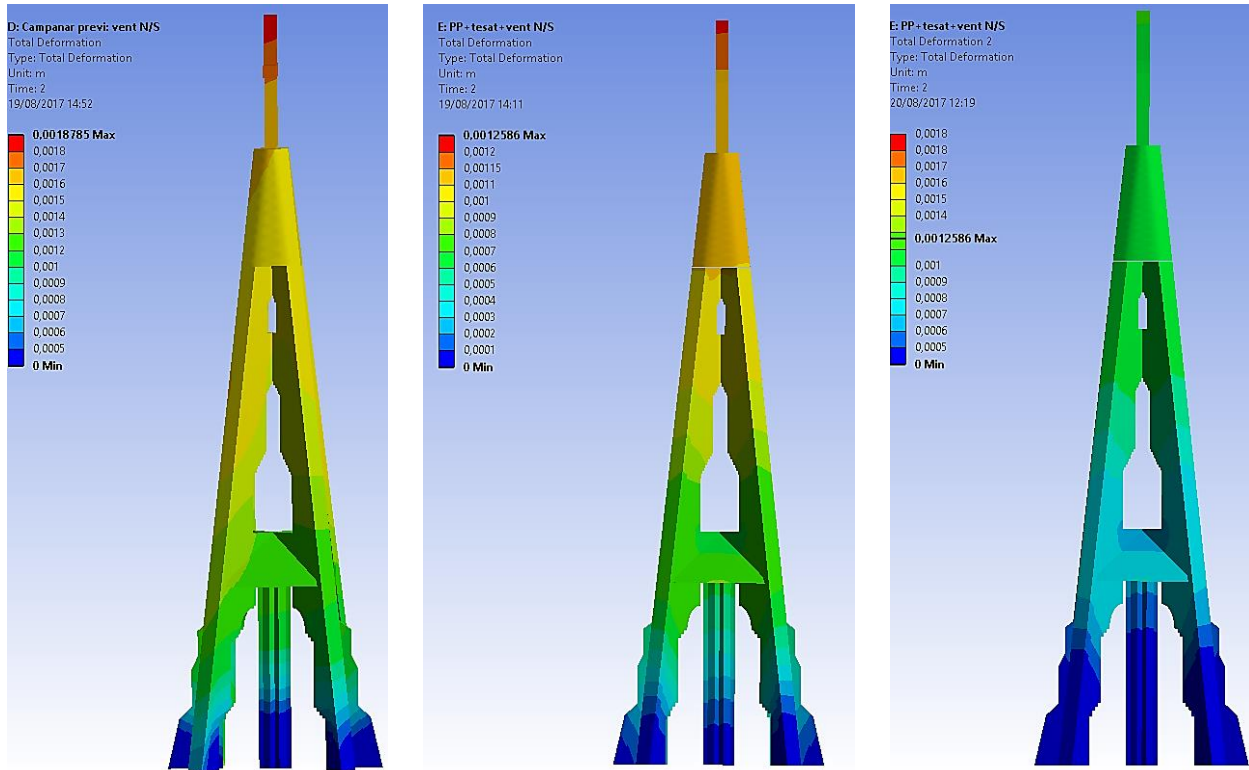 D: Campanar previ: vent N/S
Total Deformation
Type: Total Deformation
Unit: m
Time: 2
19/08/2017 14:52
0.0018785 Max
0,0018
0,0017
0,0016
0,0015
0,0014
0,0013
0,0012
0,001
0,0009
0,0008
0,0007
0,0006
0,0005
0 Min
E: PP+tesat+vent N/S
Total Deformation
Type: Total Deformation
Unit: m
Time: 2
19/08/2017 14:11
0.0012586 Max
0,0012
0,00115
0,0011
0,001
0,0009
0,0008
0,0007
0,0006
0,0005
0,0004
0,0003
0,0002
0,0001
0 Min
E: PP+tesat+vent N/S
Total Deformation 2
Type: Total Deformation
Unit: m
Time: 2
20/08/2017 12:19
0,0018
0,0018
0,0016
0,0015
0,0014
0.0012586 Max
0,001
0,0009
0,0008
0,0007
0,0006
0,0005
0 Min